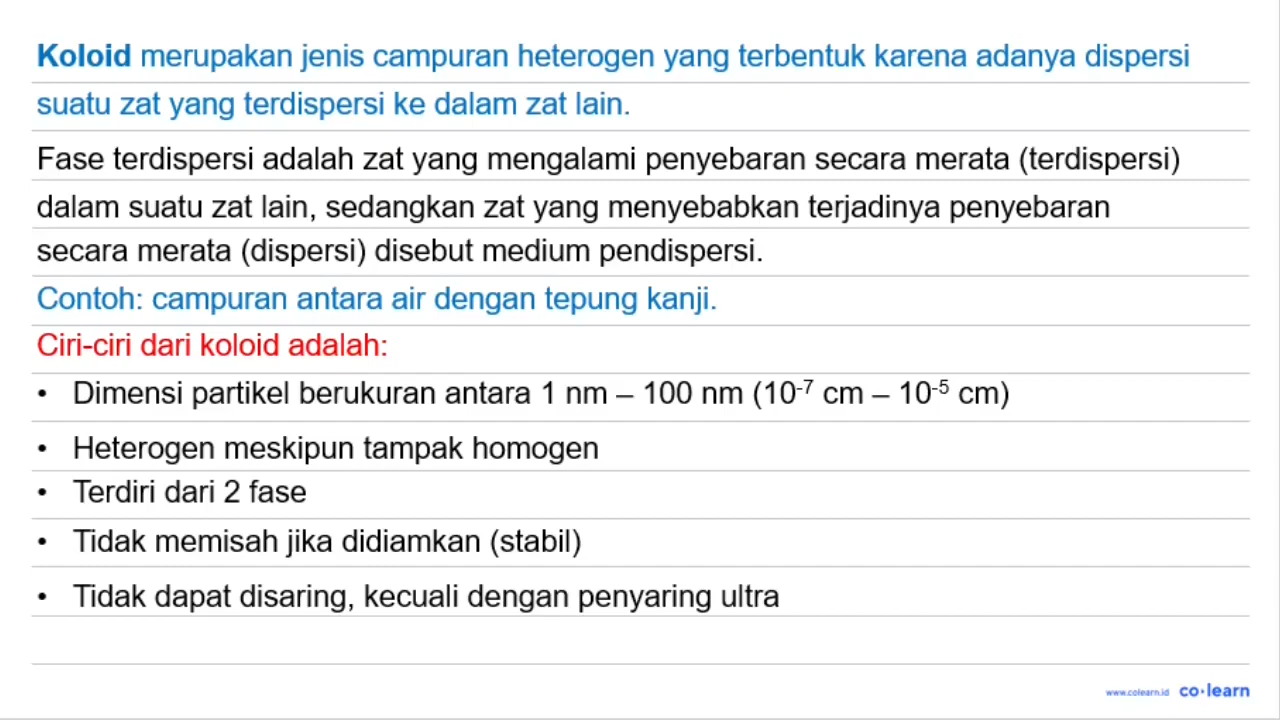 Koloid merupakan jenis campuran heterogen yang terbentuk karena adanya dispersi
suatu zat yang terdispersi ke dalam zat lain.
Fase terdispersi adalah zat yang mengalami penyebaran secara merata (terdispersi)
dalam suatu zat lain, sedangkan zat yang menyebabkan terjadinya penyebaran
secara merata (dispersi) disebut medium pendispersi.
Contoh: campuran antara air dengan tepung kanji.
Ciri-ciri dari koloid adalah:
• Dimensi partikel berukuran antara 1 nm – 100 nm (10⁻⁷ cm – 10⁻⁵ cm)
• Heterogen meskipun tampak homogen
• Terdiri dari 2 fase
• Tidak memisah jika didiamkan (stabil)
• Tidak dapat disaring, kecuali dengan penyaring ultra
www.colearn.id co·learn